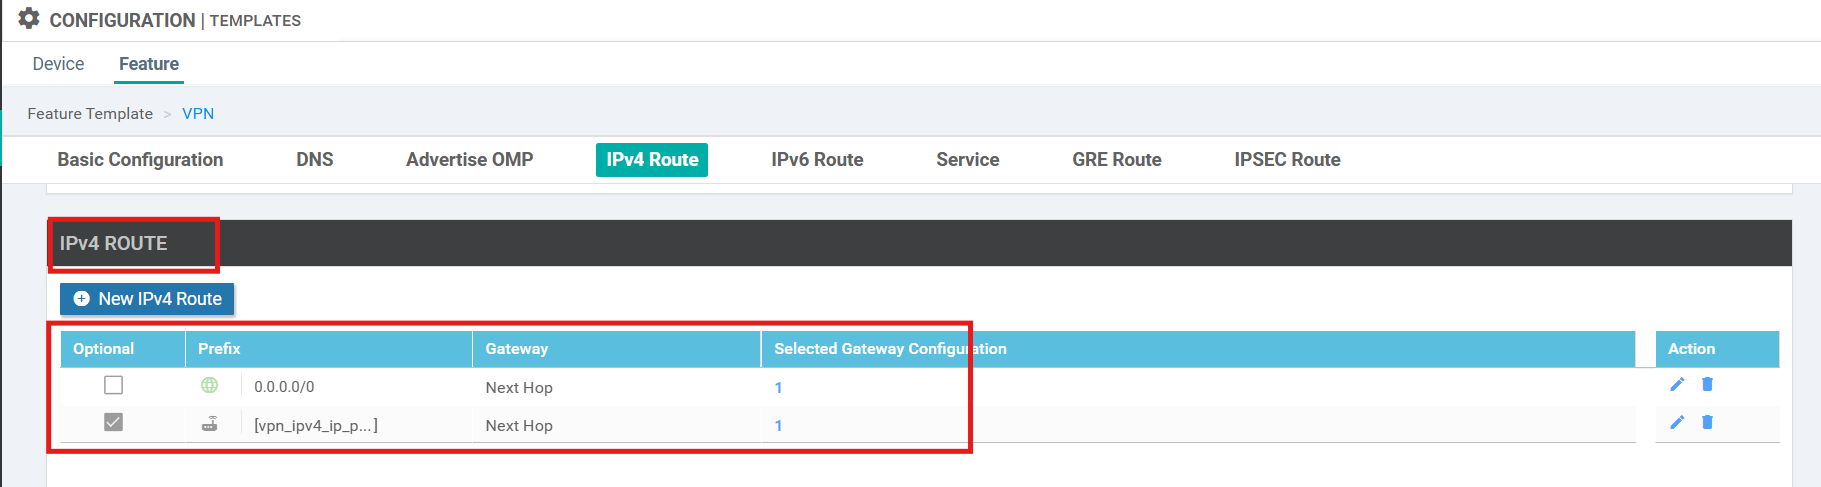 CONFIGURATION | TEMPLATES
Device Feature
Feature Template > VPN
Basic Configuration DNS Advertise OMP IPv4 Route IPv6 Route Service GRE Route IPSEC Route
IPv4 ROUTE
New IPv4 Route
Optional Prefix Gateway Selected Gateway Configuration Action
0.0.0.0/0 Next Hop 1
[vpn_ipv4_ip_p...] Next Hop 1